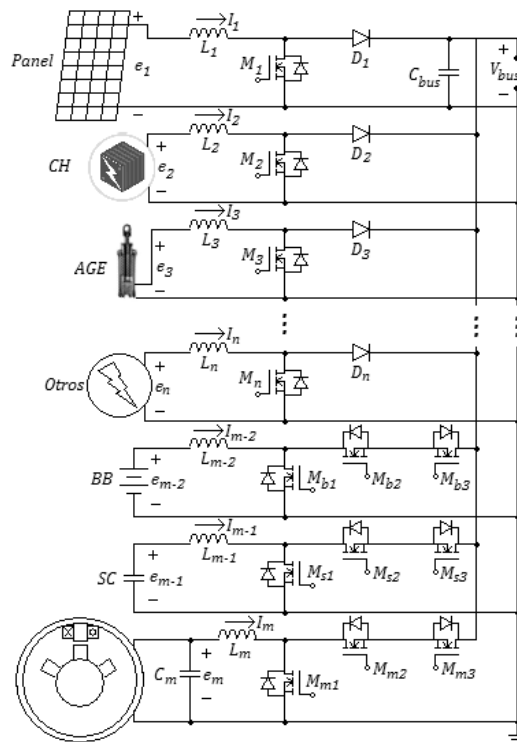 Panel + e1 − L1 I1 M1 D1 Cbus + Vbus −
CH + e2 − L2 I2 M2 D2
AGE + e3 − L3 I3 M3 D3
Otros + en − Ln In Mn Dn
BB + em-2 − Lm-2 Im-2 Mb1 Mb2 Mb3
SC + em-1 − Lm-1 Im-1 Ms1 Ms2 Ms3
Cm + em − Lm Im Mm1 Mm2 Mm3